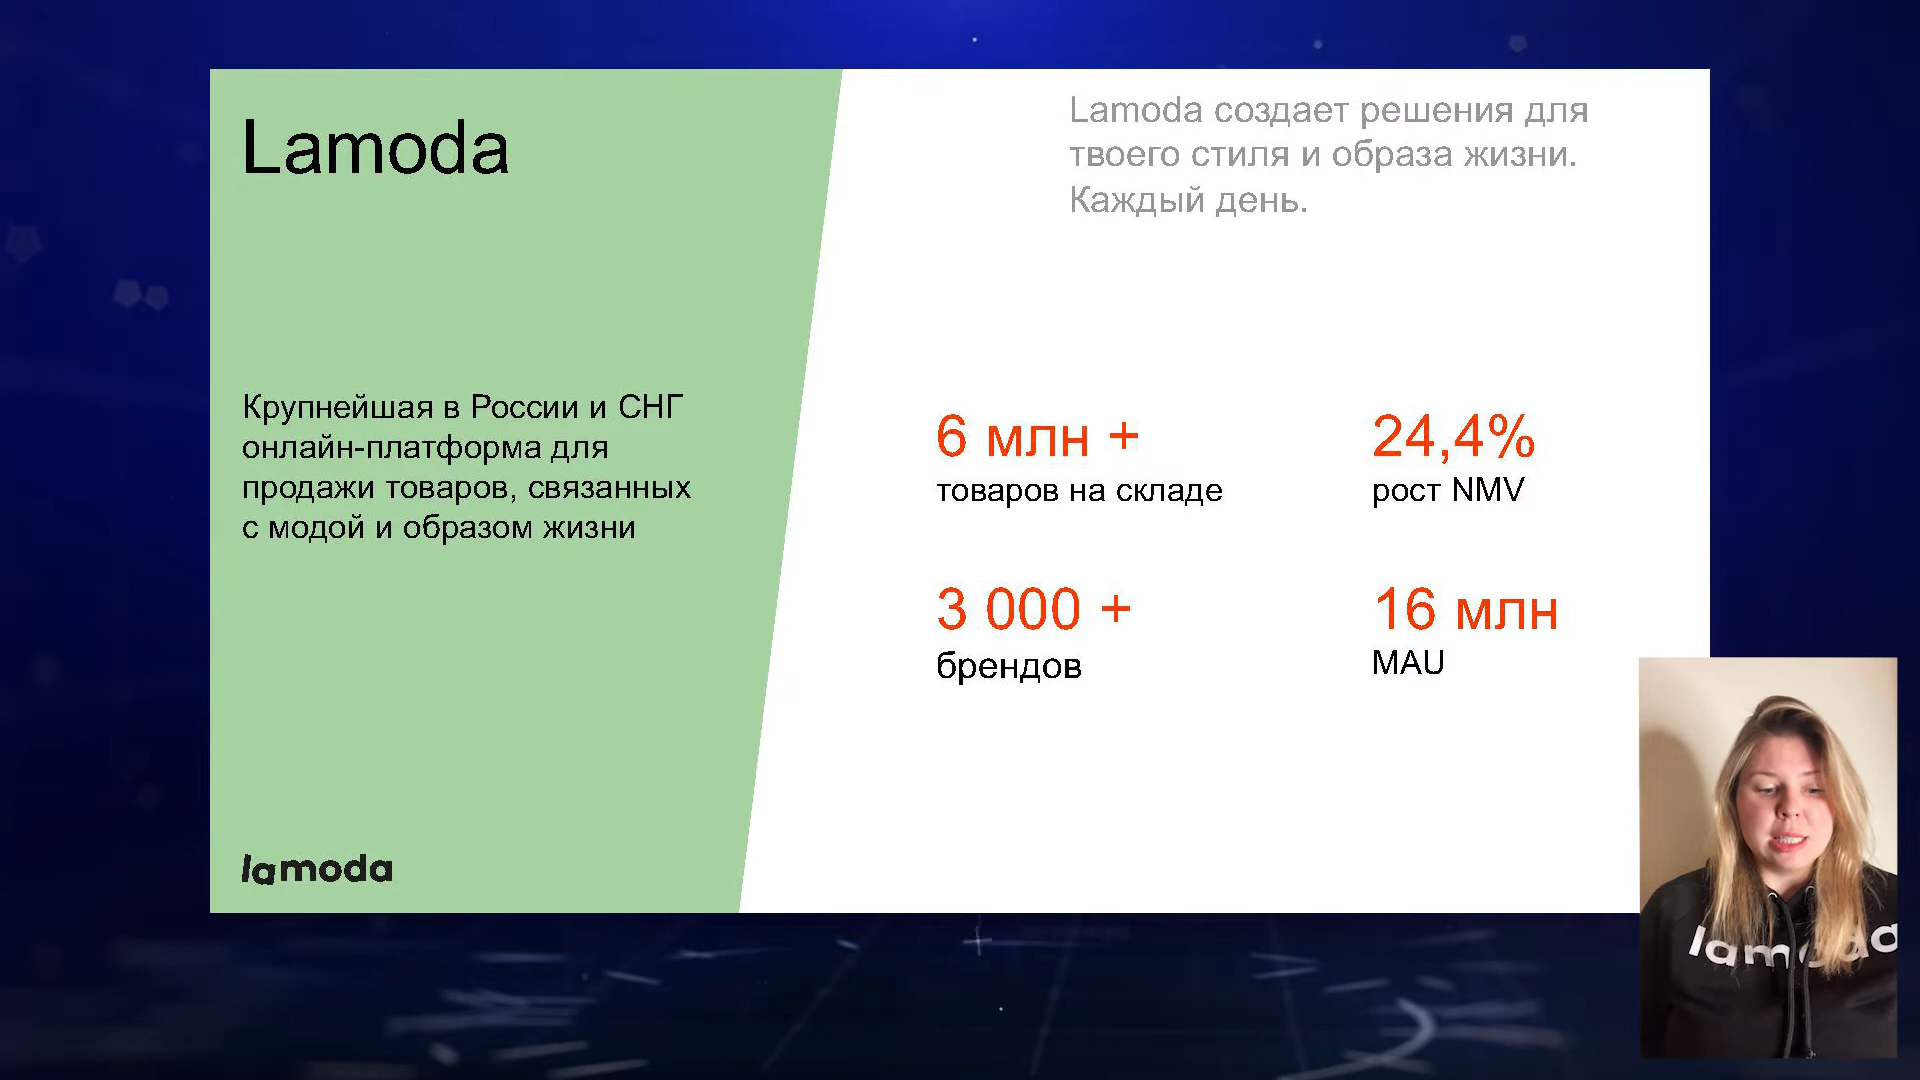 Lamoda
Крупнейшая в России и СНГ
онлайн-платформа для
продажи товаров, связанных
с модой и образом жизни
lamoda
Lamoda создает решения для
твоего стиля и образа жизни.
Каждый день.
6 млн +
товаров на складе
24,4%
рост NMV
3 000 +
брендов
16 млн
MAU
lamoda